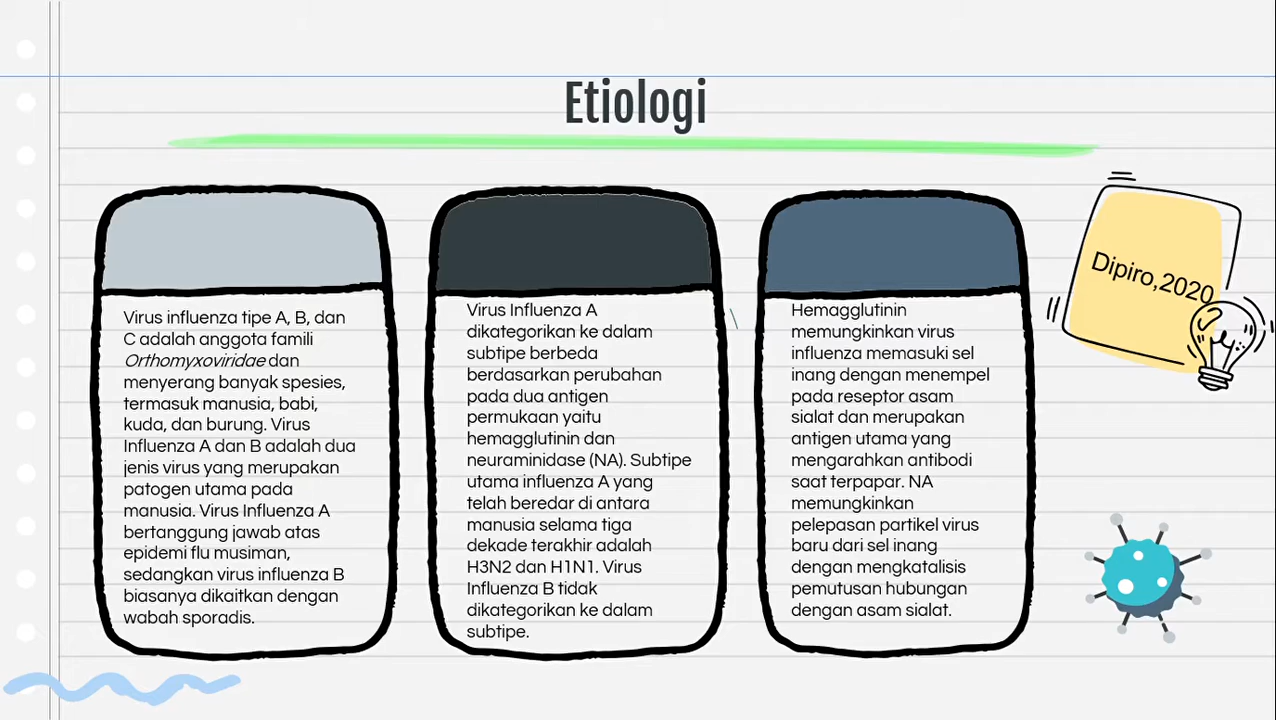 Etiologi
Virus influenza tipe A, B, dan
C adalah anggota famili
Orthomyxoviridae dan
menyerang banyak spesies,
termasuk manusia, babi,
kuda, dan burung. Virus
Influenza A dan B adalah dua
jenis virus yang merupakan
patogen utama pada
manusia. Virus Influenza A
bertanggung jawab atas
epidemi flu musiman,
sedangkan virus influenza B
biasanya dikaitkan dengan
wabah sporadis.
Virus Influenza A
dikategorikan ke dalam
subtipe berbeda
berdasarkan perubahan
pada dua antigen
permukaan yaitu
hemagglutinin dan
neuraminidase (NA). Subtipe
utama influenza A yang
telah beredar di antara
manusia selama tiga
dekade terakhir adalah
H3N2 dan H1N1. Virus
Influenza B tidak
dikategorikan ke dalam
subtipe.
Hemagglutinin
memungkinkan virus
influenza memasuki sel
inang dengan menempel
pada reseptor asam
sialat dan merupakan
antigen utama yang
mengarahkan antibodi
saat terpapar. NA
memungkinkan
pelepasan partikel virus
baru dari sel inang
dengan mengkatalisis
pemutusan hubungan
dengan asam sialat.
Dipiro,2020